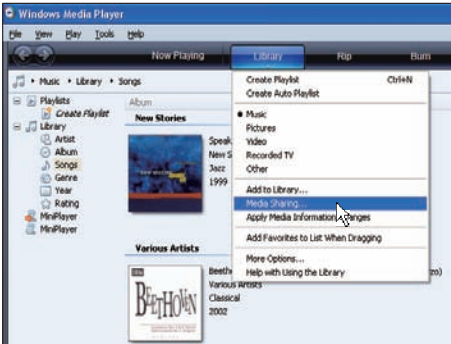 Windows Media Player
File View Play Tools Help
Now Playing Library Rip Burn
Music Library Songs
Create Playlist Ctrl+N
Create Auto Playlist
Music
Pictures
Video
Recorded TV
Other
Add to Library...
Media Sharing...
Apply Media Information Changes
Add Favorites to List When Dragging
More Options...
Help with Using the Library
Playlists
Create Playlist
Library
Artist
Album
Songs
Genre
Year
Rating
MiniPlayer
MiniPlayer
Album
New Stories
Speak
New S
Jazz
1999
Various Artists
BEETHOVEN
Beeth
Various Artists
Classical
2002